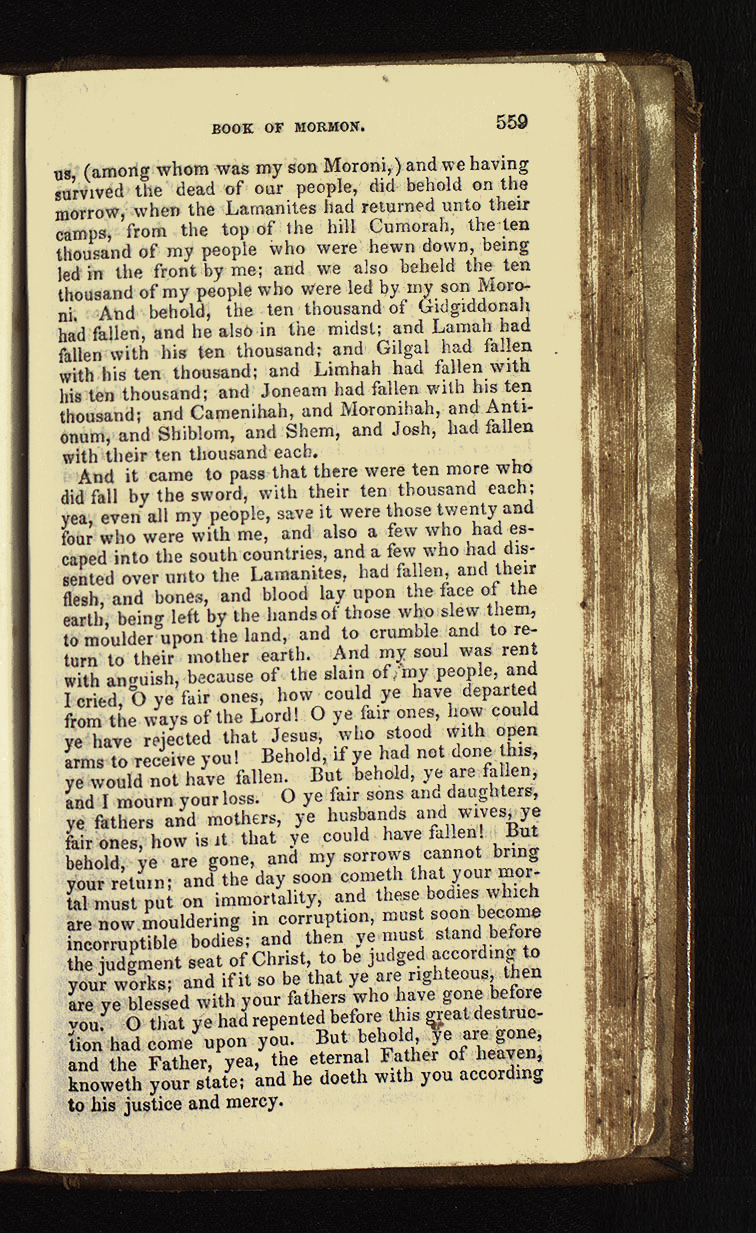 BOOK OF MORMON. 559
us, (among whom was my son Moroni,) and we having
survived the dead of our people, did behold on the
morrow, when the Lamanites had returned unto their
camps, from the top of the hill Cumorah, the ten
thousand of my people who were hewn down, being
led in the front by me; and we also beheld the ten
thousand of my people who were led by my son Moro-
ni. And behold, the ten thousand of Gidgiddonah
had fallen, and he also in the midst; and Lamah had
fallen with his ten thousand; and Gilgal had fallen
with his ten thousand; and Limhah had fallen with
his ten thousand; and Joneam had fallen with his ten
thousand; and Camenihah, and Moronihah, and Anti-
onum, and Shiblom, and Shem, and Josh, had fallen
with their ten thousand each.
And it came to pass that there were ten more who
did fall by the sword, with their ten thousand each;
yea, even all my people, save it were those twenty and
four who were with me, and also a few who had es-
caped into the south countries, and a few who had dis-
sented over unto the Lamanites, had fallen, and their
flesh, and bones, and blood lay upon the face of the
earth, being left by the hands of those who slew them,
to moulder upon the land, and to crumble and to re-
turn to their mother earth. And my soul was rent
with anguish, because of the slain of my people, and
I cried, O ye fair ones, how could ye have departed
from the ways of the Lord! O ye fair ones, how could
ye have rejected that Jesus, who stood with open
arms to receive you! Behold, if ye had not done this,
ye would not have fallen. But behold, ye are fallen,
and I mourn your loss. O ye fair sons and daughters,
ye fathers and mothers, ye husbands and wives, ye
fair ones, how is it that ye could have fallen! But
behold, ye are gone, and my sorrows cannot bring
your return; and the day soon cometh that your mor-
tal must put on immortality, and these bodies which
are now mouldering in corruption, must soon become
incorruptible bodies; and then ye must stand before
the judgment seat of Christ, to be judged according to
your works; and if it so be that ye are righteous, then
are ye blessed with your fathers who have gone before
you. O that ye had repented before this great destruc-
tion had come upon you. But behold, ye are gone,
and the Father, yea, the eternal Father of heaven,
knoweth your state; and he doeth with you according
to his justice and mercy.